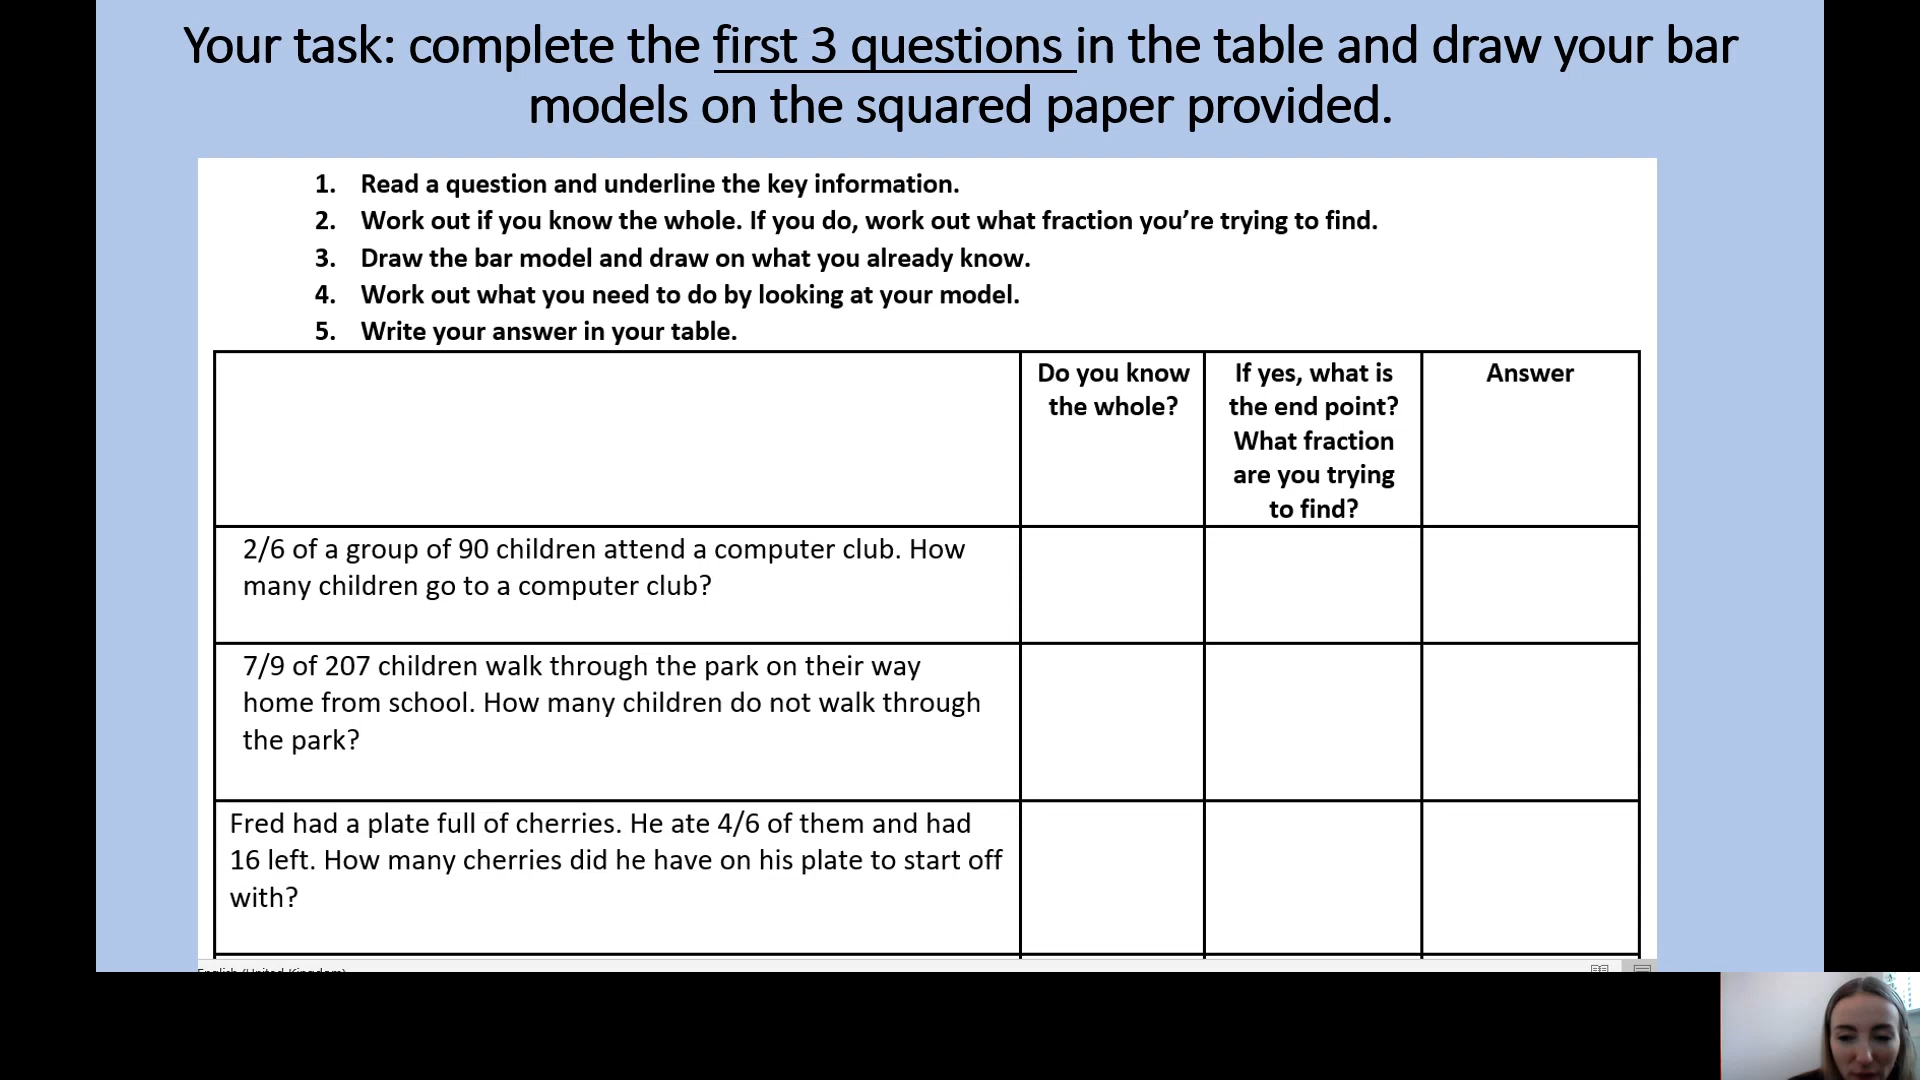 Your task: complete the first 3 questions in the table and draw your bar
models on the squared paper provided.
1. Read a question and underline the key information.
2. Work out if you know the whole. If you do, work out what fraction you’re trying to find.
3. Draw the bar model and draw on what you already know.
4. Work out what you need to do by looking at your model.
5. Write your answer in your table.
Do you know
the whole?
If yes, what is
the end point?
What fraction
are you trying
to find?
Answer
2/6 of a group of 90 children attend a computer club. How
many children go to a computer club?
7/9 of 207 children walk through the park on their way
home from school. How many children do not walk through
the park?
Fred had a plate full of cherries. He ate 4/6 of them and had
16 left. How many cherries did he have on his plate to start off
with?
English (United Kingdom)